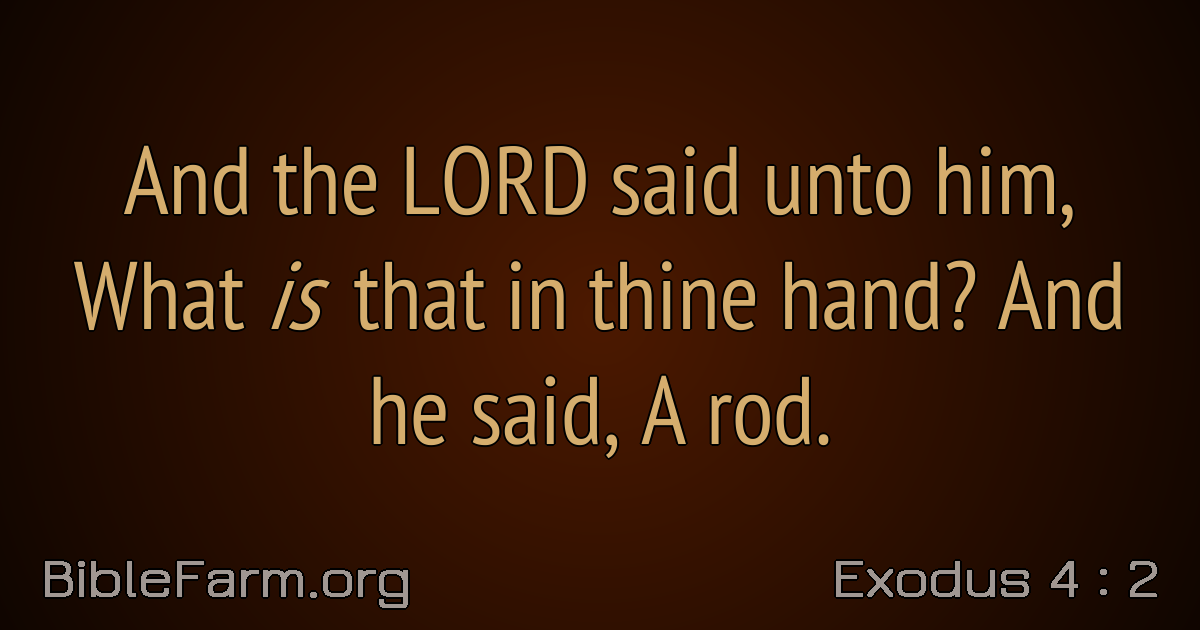 And the LORD said unto him,
What is that in thine hand? And
he said, A rod.
BibleFarm.org
Exodus 4 : 2